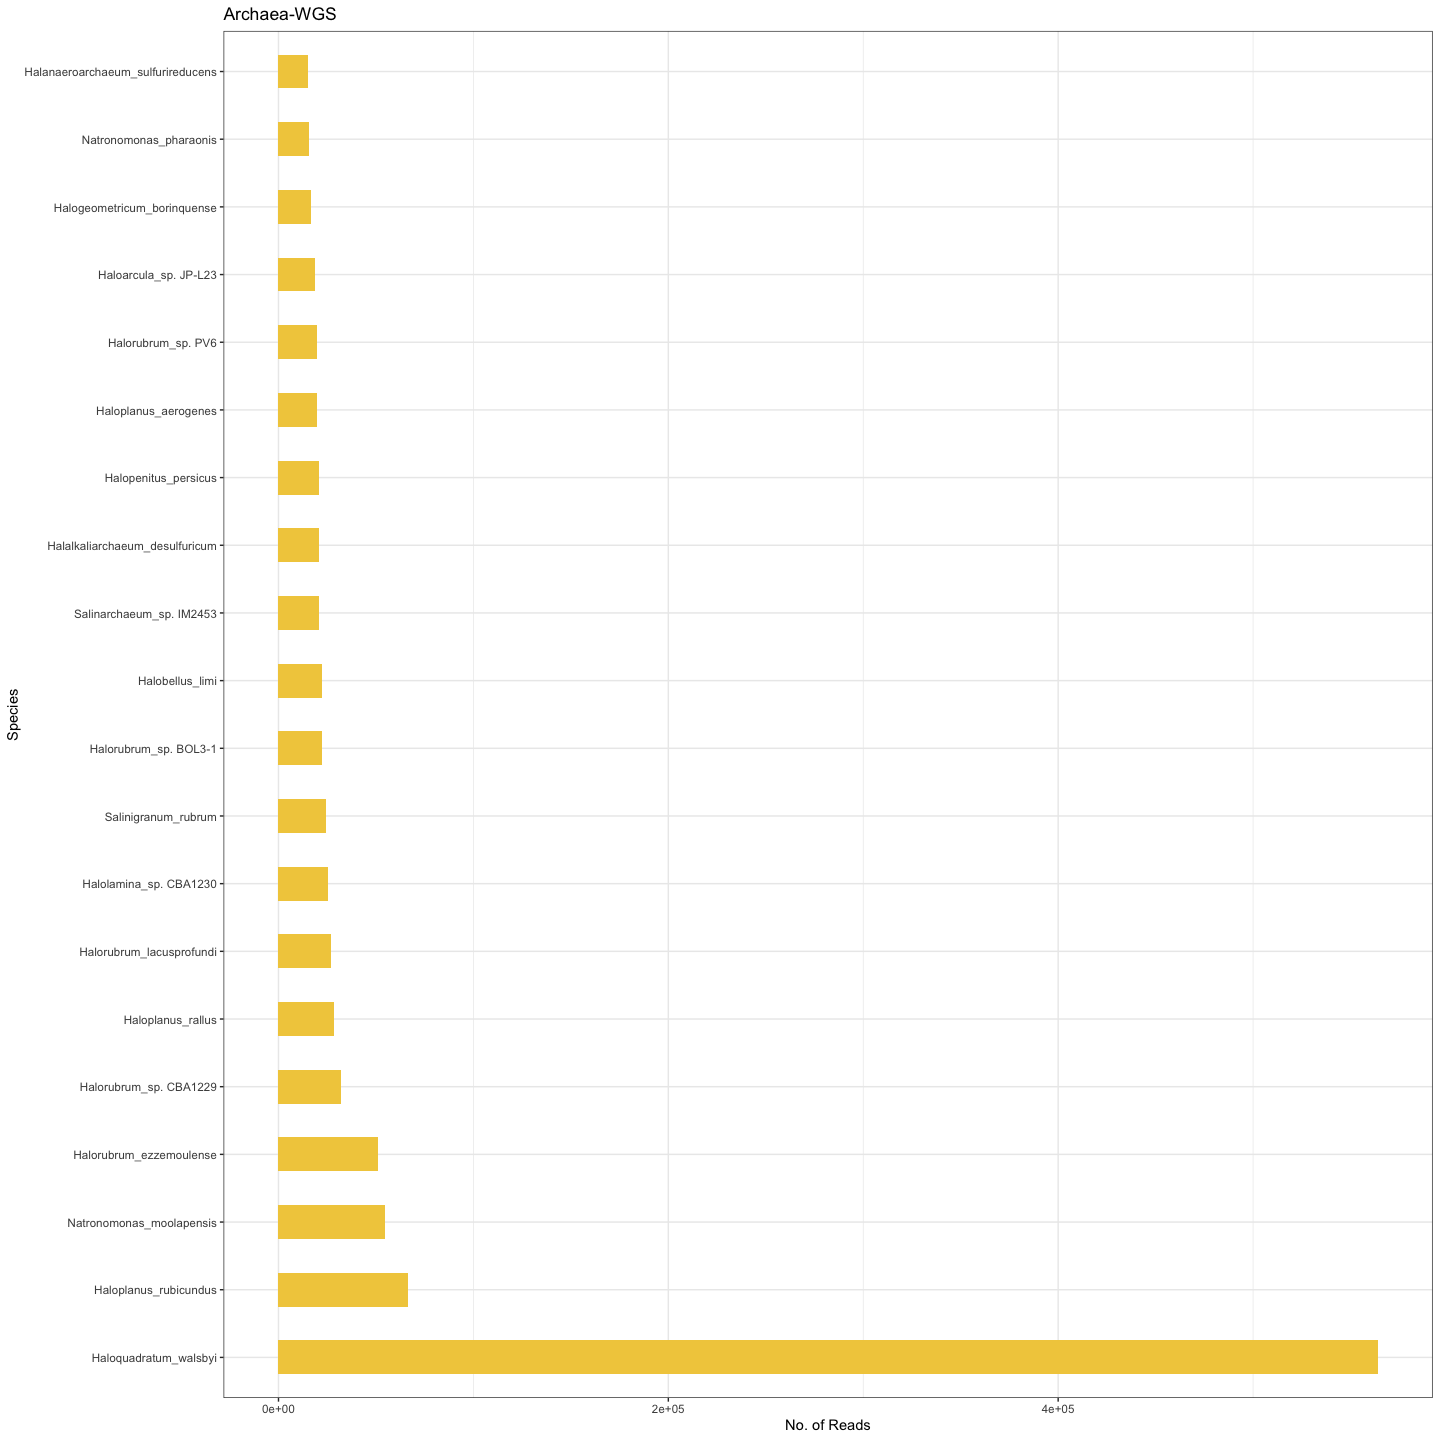 Archaea-WGS
Halanaeroarchaeum_sulfurireducens
Natronomonas_pharaonis
Halogeometricum_borinquense
Haloarcula_sp. JP-L23
Halorubrum_sp. PV6
Haloplanus_aerogenes
Halopenitus_persicus
Halalkaliarchaeum_desulfuricum
Salinarchaeum_sp. IM2453
Halobellus_limi
Halorubrum_sp. BOL3-1
Salinigranum_rubrum
Halolamina_sp. CBA1230
Halorubrum_lacusprofundi
Haloplanus_rallus
Halorubrum_sp. CBA1229
Halorubrum_ezzemoulense
Natronomonas_moolapensis
Haloplanus_rubicundus
Haloquadratum_walsbyi
Species
0e+00 2e+05 4e+05
No. of Reads